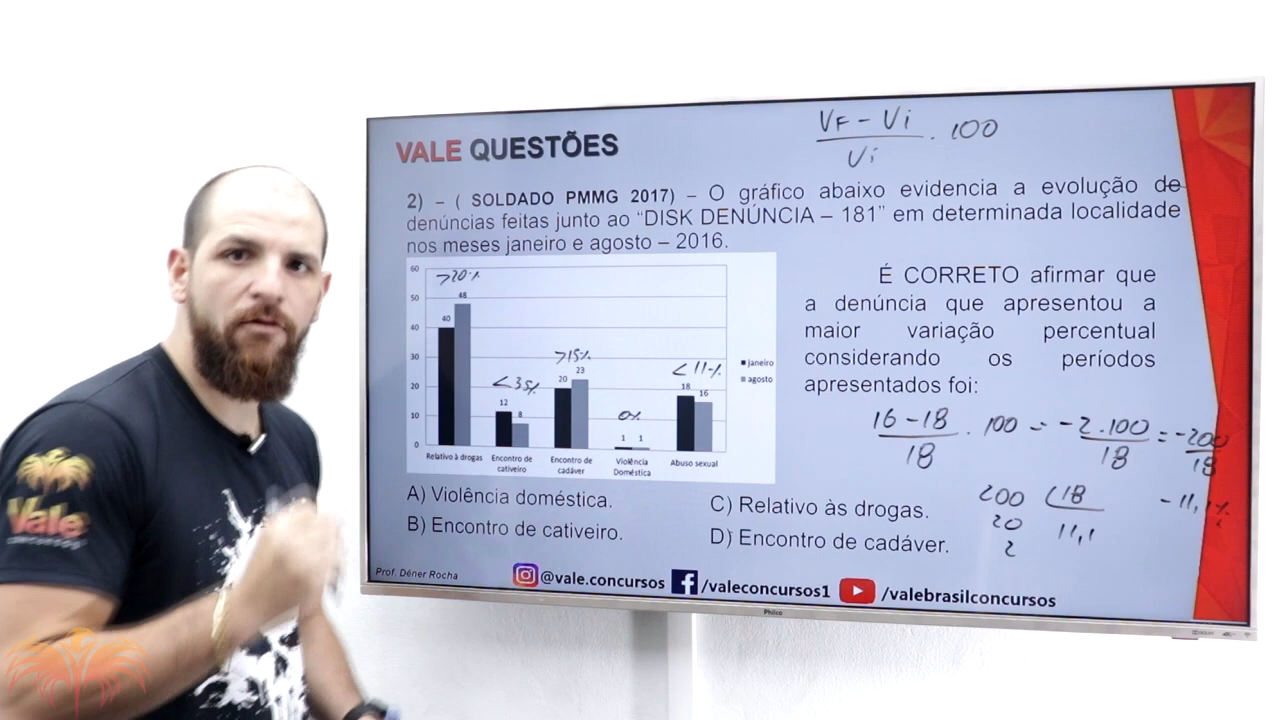 VALE QUESTÕES
VF - Vi
Vi
. 100
2) – ( SOLDADO PMMG 2017) – O gráfico abaixo evidencia a evolução de
denúncias feitas junto ao “DISK DENÚNCIA – 181” em determinada localidade
nos meses janeiro e agosto – 2016.
60
50
40
30
20
10
0
>20%
40
48
<35%
12
8
>15%
20
23
0%
1
1
<11%
18
16
janeiro
agosto
Relativo à drogas
Encontro de
cativeiro
Encontro de
cadáver
Violência
Doméstica
Abuso sexual
É CORRETO afirmar que
a denúncia que apresentou a
maior variação percentual
considerando os períodos
apresentados foi:
16-18
18
. 100 = -2.100
18
= -200
18
200 18
20 11,1
2
-11,1%
A) Violência doméstica.
B) Encontro de cativeiro.
C) Relativo às drogas.
D) Encontro de cadáver.
Prof. Déner Rocha
@vale.concursos
/valeconcursos1
/valebrasilconcursos
Philco
Vale